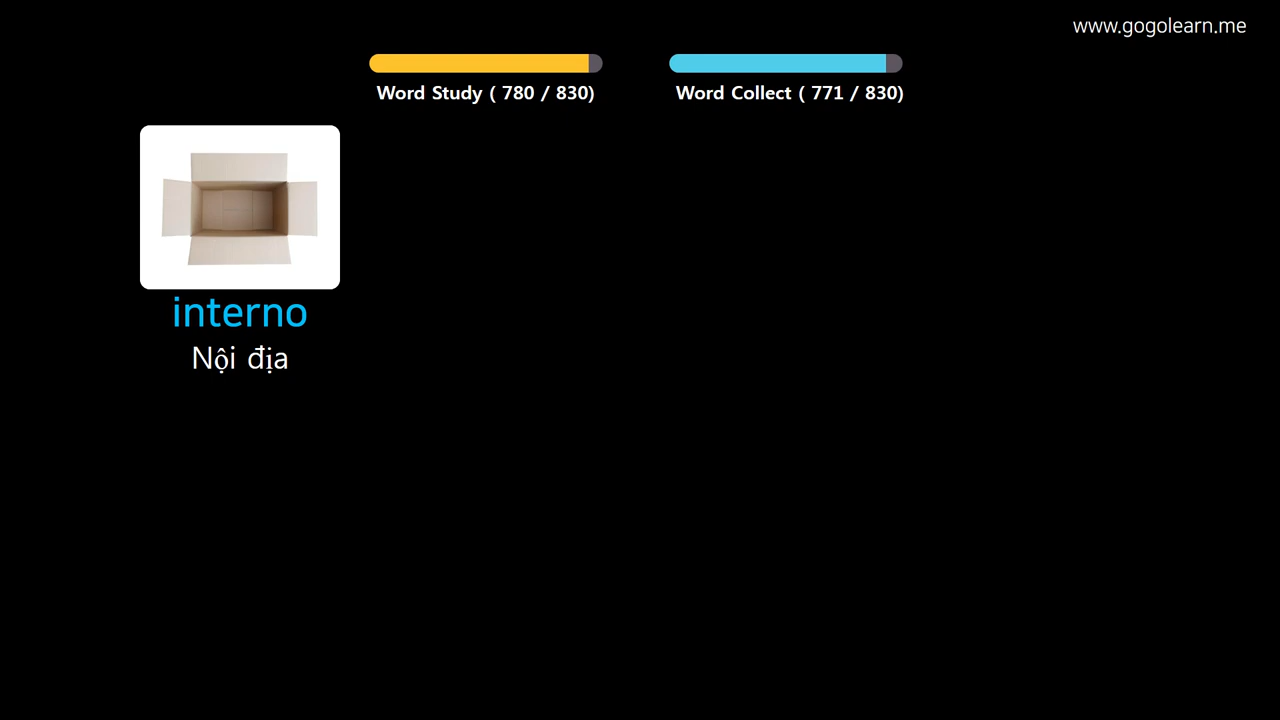 www.gogolearn.me
Word Study ( 780 / 830)
Word Collect ( 771 / 830)
interno
Nội địa